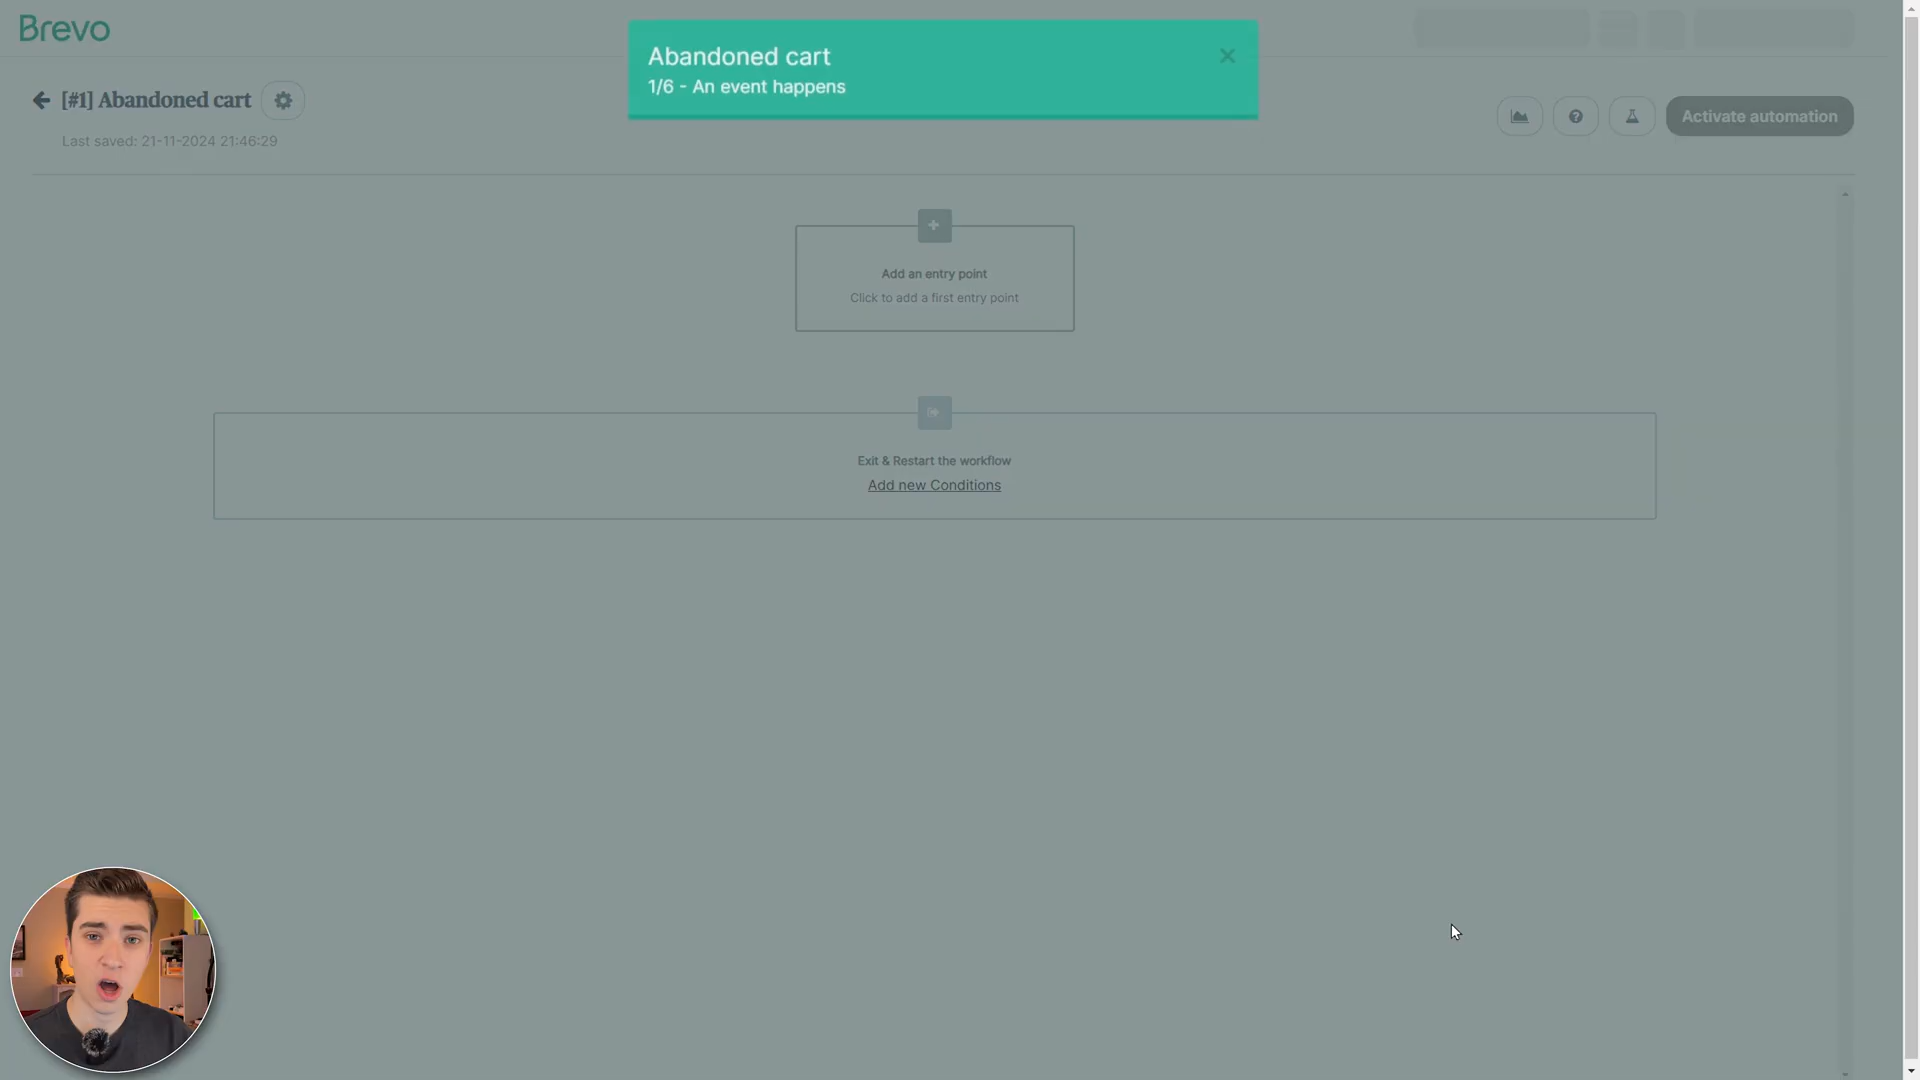 Brevo
Abandoned cart
1/6 - An event happens
[#1] Abandoned cart
Last saved: 21-11-2024 21:46:29
Activate automation
Add an entry point
Click to add a first entry point
Exit & Restart the workflow
Add new Conditions